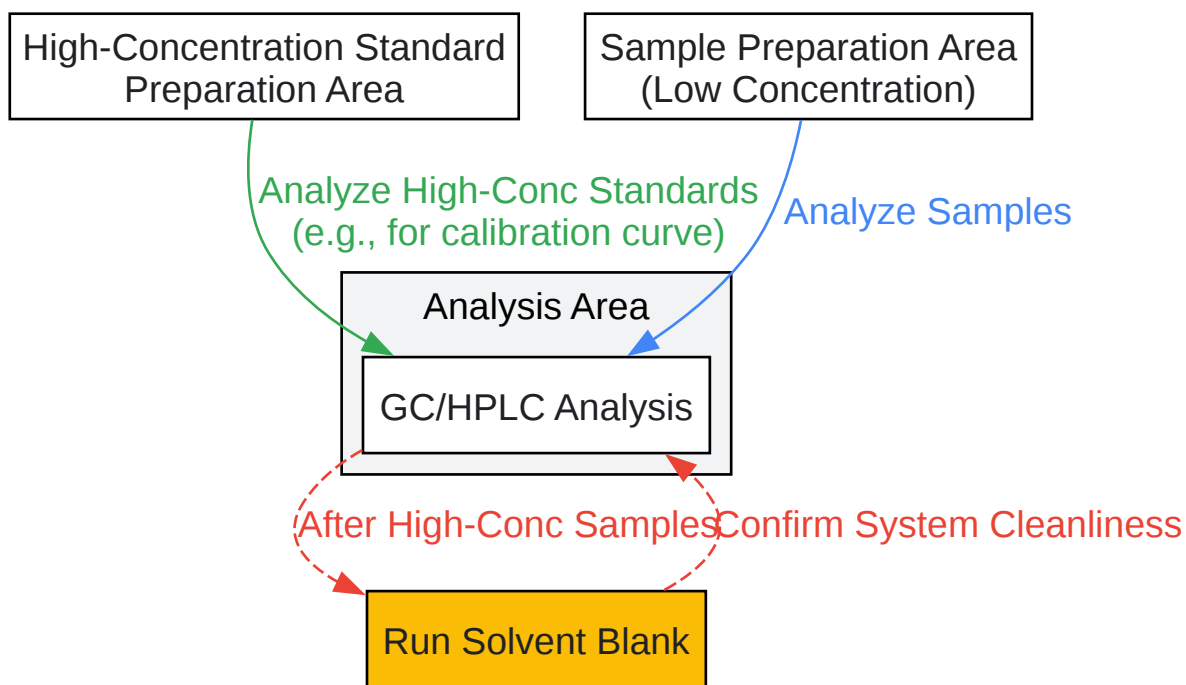 High-Concentration Standard
Preparation Area
Sample Preparation Area
(Low Concentration)
Analyze High-Conc Standards
(e.g., for calibration curve)
Analyze Samples
Analysis Area
GC/HPLC Analysis
After High-Conc Samples
Confirm System Cleanliness
Run Solvent Blank